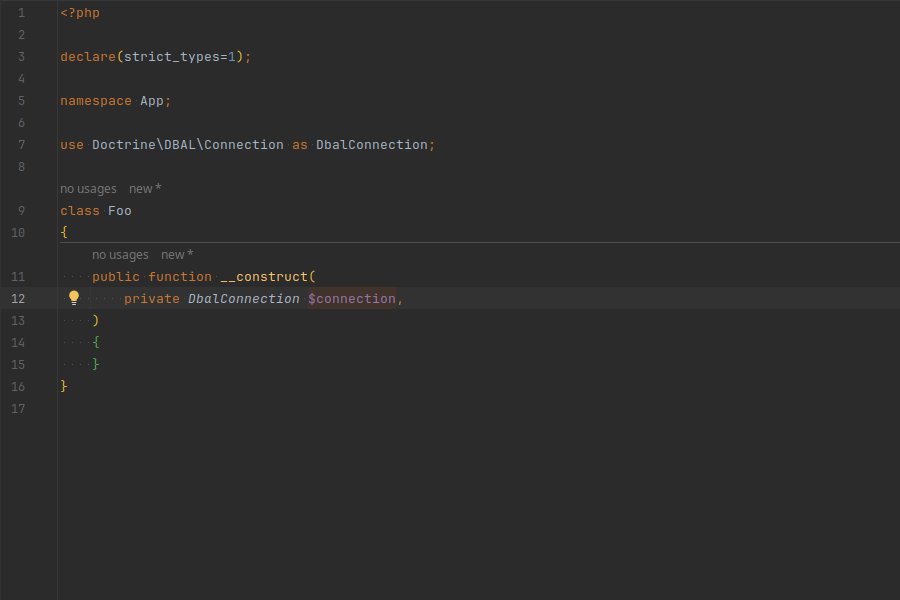 1 <?php
2
3 declare(strict_types=1);
4
5 namespace App;
6
7 use Doctrine\DBAL\Connection as DbalConnection;
8
no usages new *
9 class Foo
10 {
no usages new *
11 public function __construct(
12 private DbalConnection $connection,
13 )
14 {
15 }
16 }
17